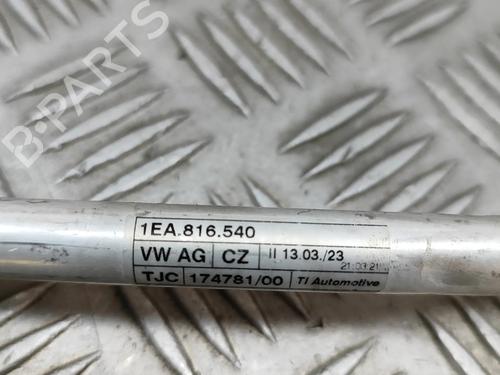 B-PARTS
1EA.816.540
VW AG CZ II 13.03./23
21:03:21
TJC 174781/00 TI Automotive